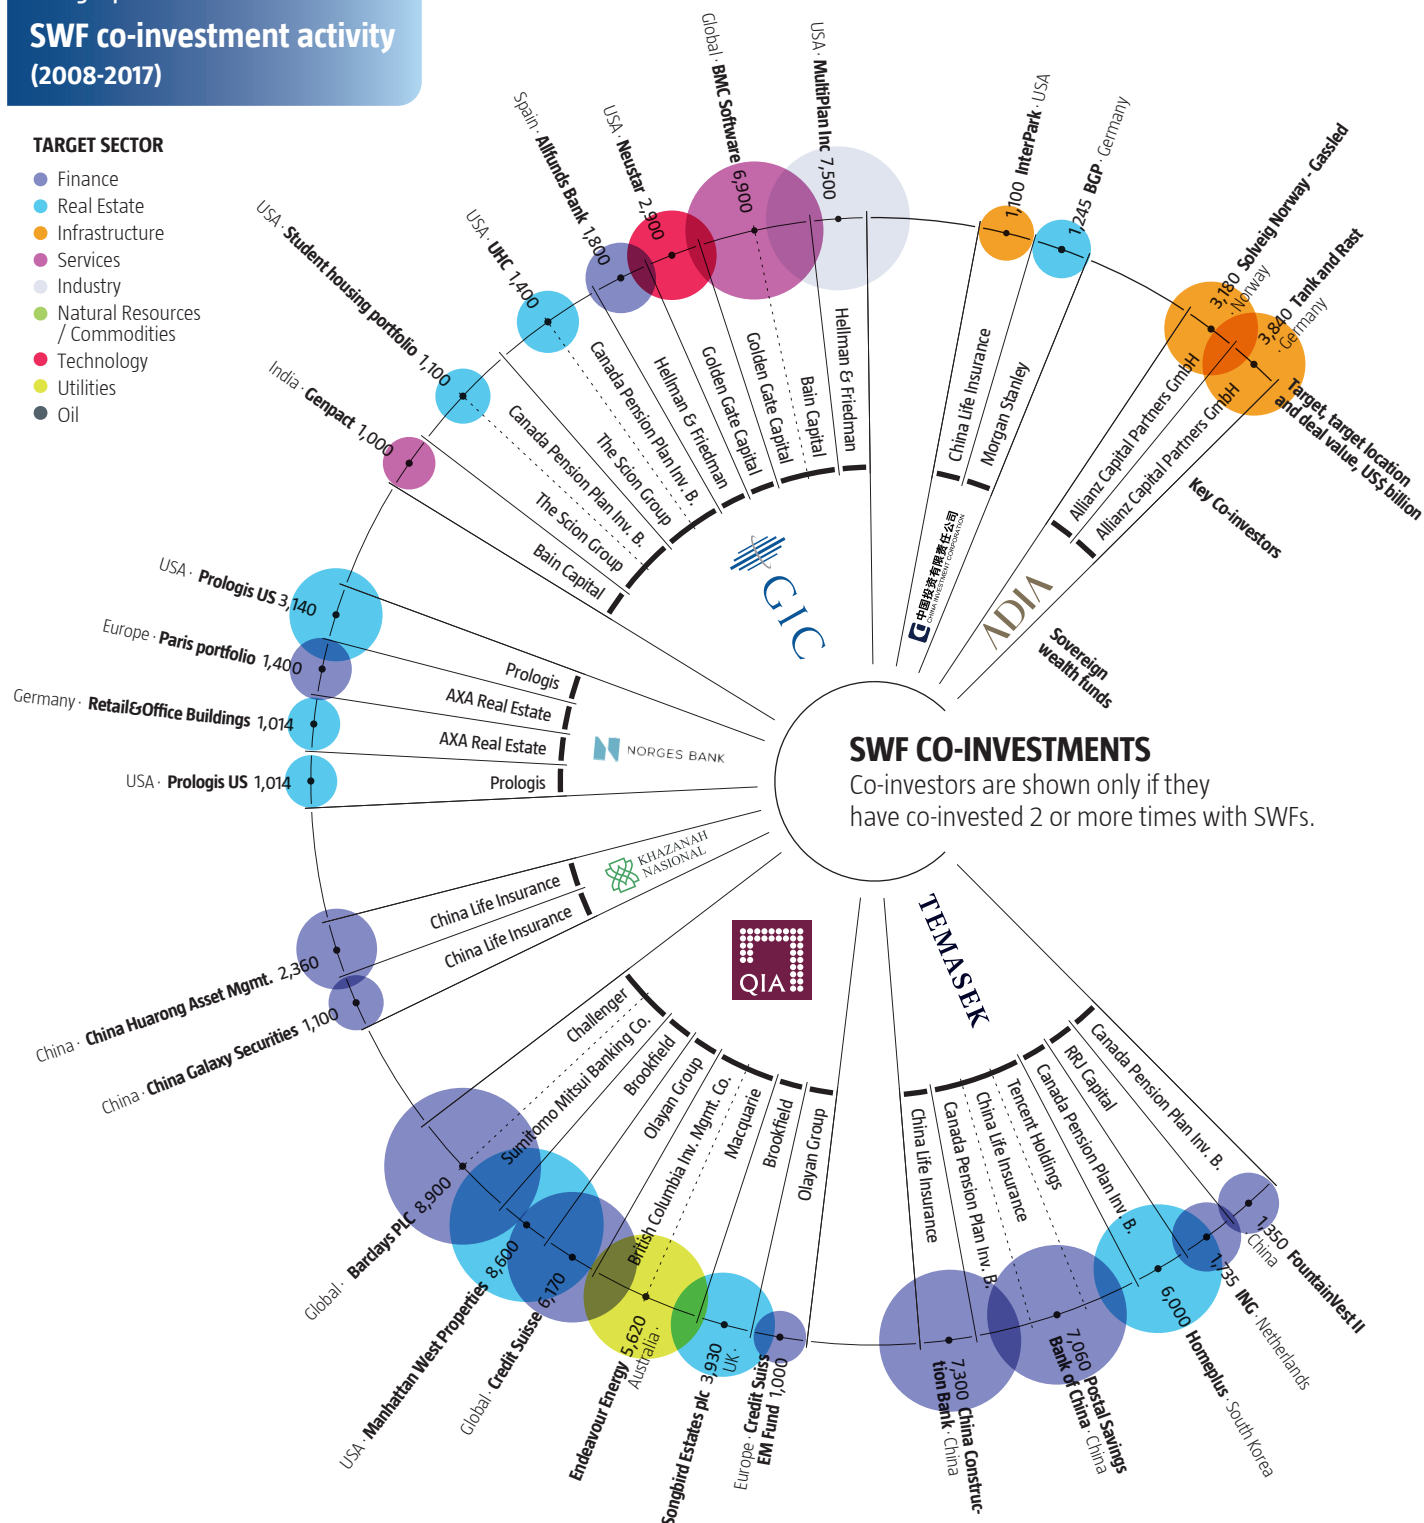 SWF co-investment activity
(2008-2017)
TARGET SECTOR
Finance
Real Estate
Infrastructure
Services
Industry
Natural Resources
/ Commodities
Technology
Utilities
Oil
India · Genpact 1,000
USA · Student housing portfolio 1,100
USA · UHC 1,400
Spain · Allfunds Bank 1,800
USA · Neustar 2,900
Global · BMC Software 6,900
USA · MultiPlan Inc 7,500
Bain Capital
The Scion Group
Canada Pension Plan Inv. B.
The Scion Group
Canada Pension Plan Inv. B.
Hellman & Friedman
Golden Gate Capital
Golden Gate Capital
Bain Capital
Hellman & Friedman
GIC
1,100 InterPark · USA
1,245 BGP · Germany
China Life Insurance
Morgan Stanley
中国投资有限责任公司
CHINA INVESTMENT CORPORATION
3,180 Solveig Norway - Gassled
· Norway
3,840 Tank and Rast
· Germany
Allianz Capital Partners GmbH
Allianz Capital Partners GmbH
ADIA
Target, target location
and deal value, US$ billion
Key Co-investors
Sovereign
wealth funds
USA · Prologis US 3,140
Europe · Paris portfolio 1,400
Germany · Retail&Office Buildings 1,014
USA · Prologis US 1,014
Prologis
AXA Real Estate
AXA Real Estate
Prologis
NORGES BANK
SWF CO-INVESTMENTS
Co-investors are shown only if they
have co-invested 2 or more times with SWFs.
KHAZANAH
NASIONAL
China Life Insurance
China Life Insurance
China · China Huarong Asset Mgmt. 2,360
China · China Galaxy Securities 1,100
QIA
Challenger
Sumitomo Mitsui Banking Co.
Brookfield
Olayan Group
British Columbia Inv. Mgmt. Co.
Macquarie
Brookfield
Olayan Group
Global · Barclays PLC 8,900
USA · Manhattan West Properties 8,600
Global · Credit Suisse 6,170
Endeavour Energy 5,620
Australia ·
Songbird Estates plc 3,930
UK ·
Europe · Credit Suiss
EM Fund 1,000
TEMASEK
China Life Insurance
Canada Pension Plan Inv. B.
China Life Insurance
Tencent Holdings
Canada Pension Plan Inv. B.
RRJ Capital
Canada Pension Plan Inv. B.
7,300 China Construc-
tion Bank · China
7,060 Postal Savings
Bank of China · China
6,000 Homeplus · South Korea
1,735 ING · Netherlands
1,350 FountainVest II
China